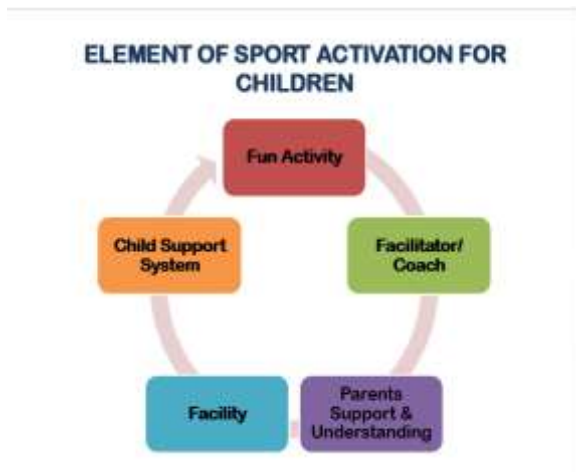 ELEMENT OF SPORT ACTIVATION FOR
CHILDREN
Fun Activity
Facilitator/
Coach
Parents
Support &
Understanding
Facility
Child Support
System